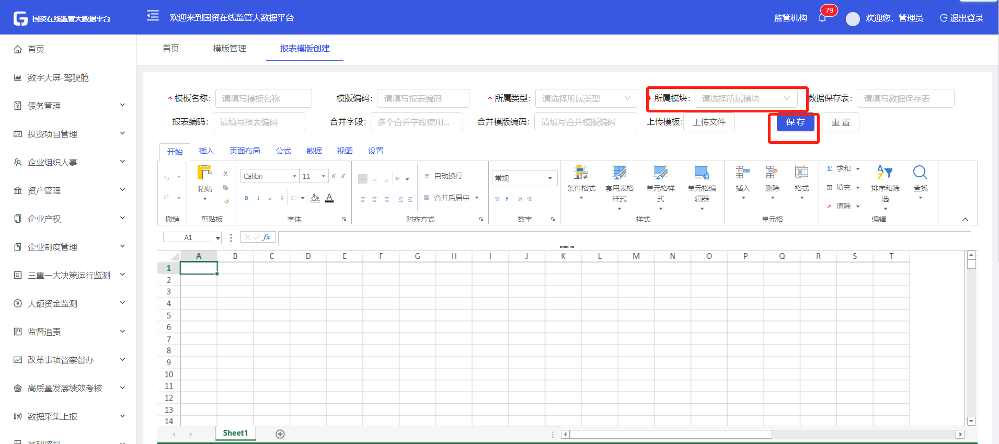 国资在线监管大数据平台
欢迎来到国资在线监管大数据平台
监管机构
79
欢迎您，管理员
退出登录
首页
数字大屏-驾驶舱
债务管理
投资项目管理
企业组织人事
资产管理
企业产权
企业制度管理
三重一大决策运行监测
大额资金监测
监督追责
改革事项督察督办
高质量发展绩效考核
数据采集上报
基础资料
首页 模版管理 报表模版创建
* 模板名称: 请填写模板名称 模版编码: 请填写报表编码 * 所属类型: 请选择所属类型 * 所属模块: 请选择所属模块 数据保存表: 请填写数据保存表
报表编码: 请填写报表编码 合并字段: 多个合并字段使用... 合并模版编码: 请填写合并模版编码 上传模板: 上传文件 保存 重置
开始 插入 页面布局 公式 数据 视图 设置
撤销
粘贴
剪贴板
Calibri 11
B I U D
A
字体
自动换行
合并后居中
对齐方式
常规
% ,
数字
条件格式
套用表格样式
单元格样式
单元格编辑器
样式
插入
删除
格式
单元格
Σ 求和
填充
清除
排序和筛选
查找
编辑
A1
fx
A B C D E F G H I J K L M N O P Q R S T
1
2
3
4
5
6
7
8
9
10
11
12
13
14
Sheet1